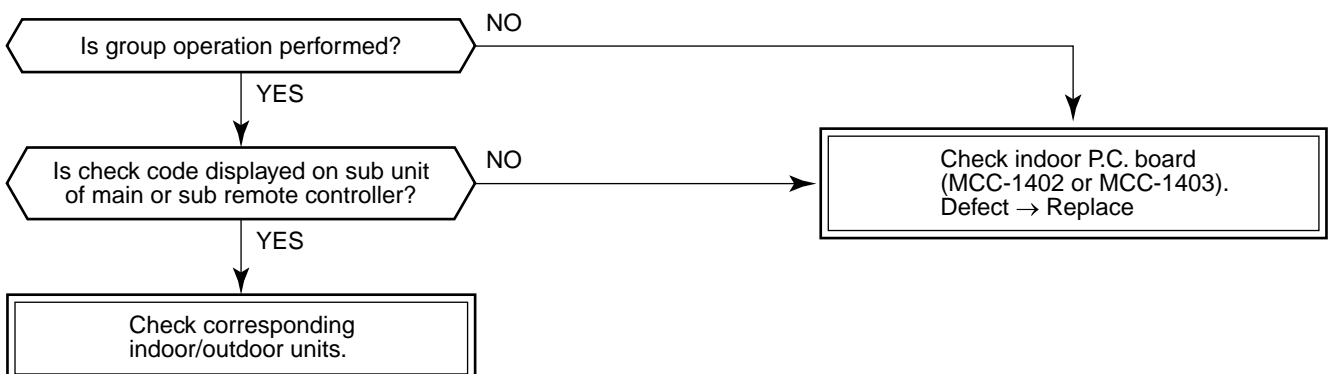 Is group operation performed?
NO
YES
Is check code displayed on sub unit
of main or sub remote controller?
NO
Check indoor P.C. board
(MCC-1402 or MCC-1403).
Defect → Replace
YES
Check corresponding
indoor/outdoor units.